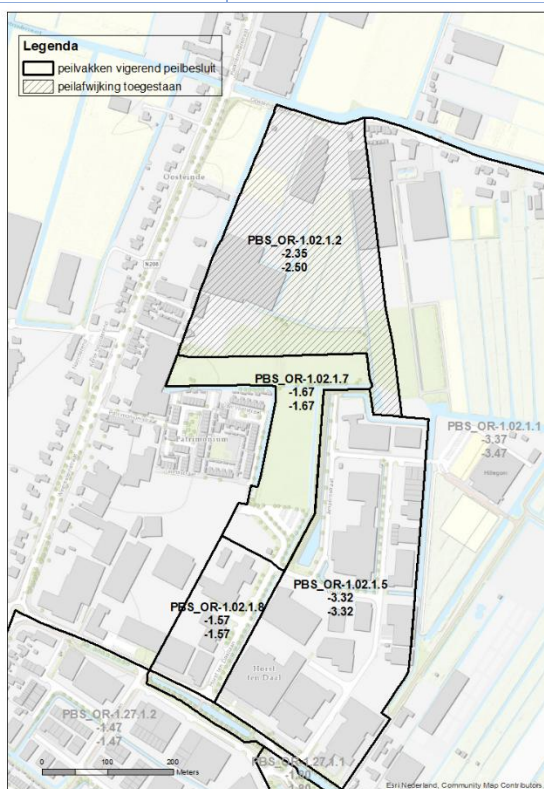 Legenda
peilvakken vigerend peilbesluit
peilafwijking toegestaan
Oosteinde
PBS_OR-1.02.1.2
-2.35
-2.50
N208
PBS_OR-1.02.1.7
-1.67
-1.67
Patrimonium
PBS_OR-1.02.1.1
-3.37
-3.47
Hillegom
PBS_OR-1.02.1.5
-3.32
-3.32
PBS_OR-1.02.1.8
-1.57
-1.57
Horst
ten Daal
PBS_OR-1.27.1.2
-1.47
-1.47
PBS_OR-1.27.1.1
0 50 100 200
Meters
Esri Nederland, Community Map Contributors